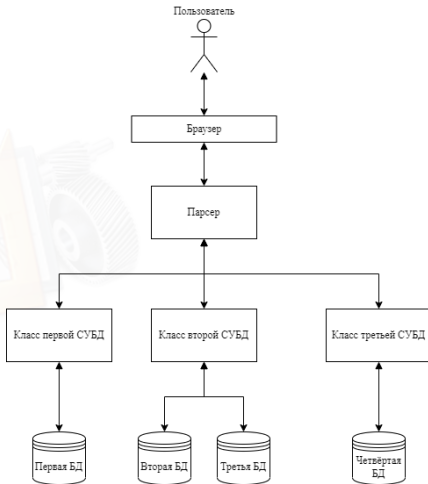 Пользователь
Браузер
Парсер
Класс первой СУБД
Класс второй СУБД
Класс третьей СУБД
Первая БД
Вторая БД
Третья БД
Четвёртая
БД